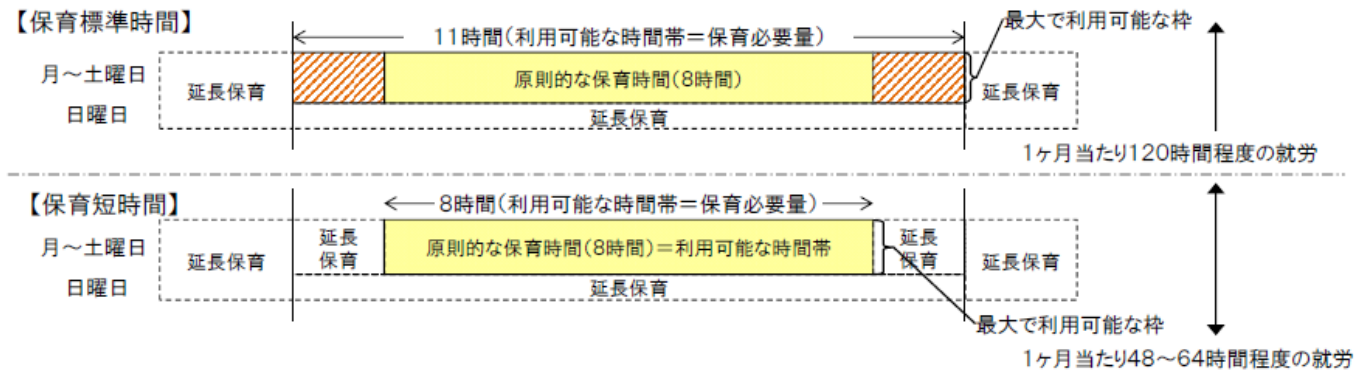 【保育標準時間】
11時間(利用可能な時間帯=保育必要量)
最大で利用可能な枠
月~土曜日
延長保育
原則的な保育時間(8時間)
延長保育
日曜日
延長保育
1ヶ月当たり120時間程度の就労
【保育短時間】
8時間(利用可能な時間帯=保育必要量)
月~土曜日
延長保育
延長
保育
原則的な保育時間(8時間)=利用可能な時間帯
延長
保育
延長保育
日曜日
延長保育
最大で利用可能な枠
1ヶ月当たり48~64時間程度の就労